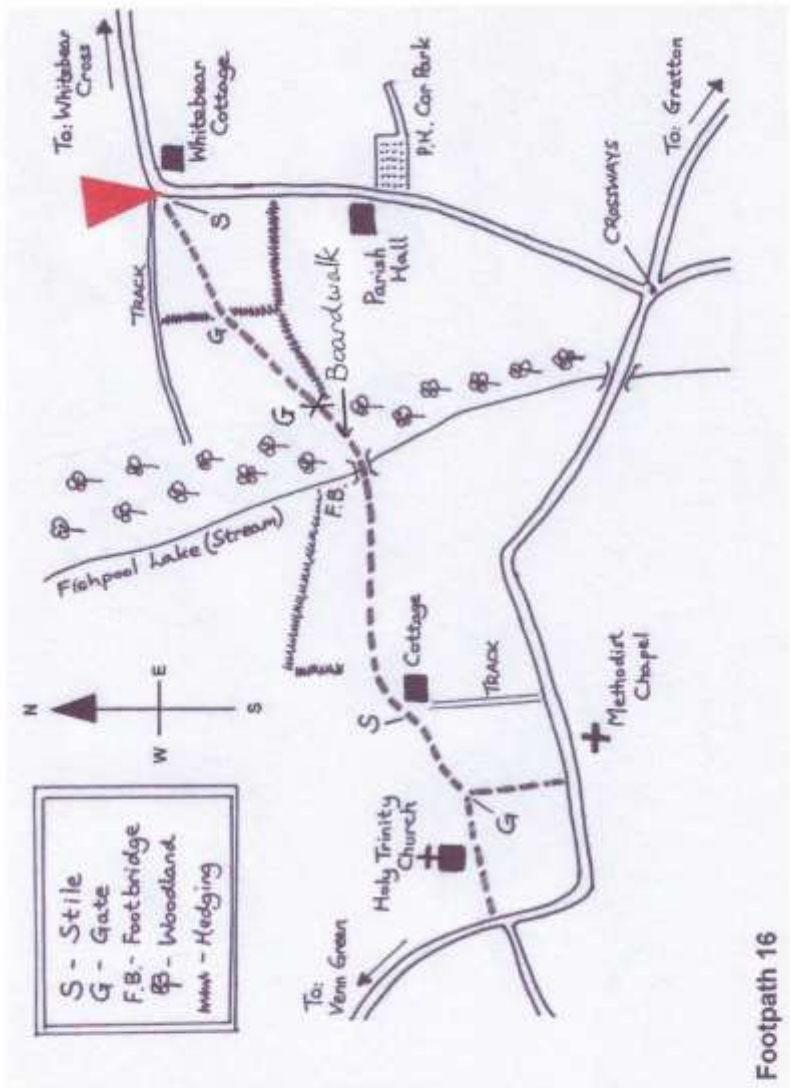 To: Whitebear
Cross
Whitebear
Cottage
TRACK
S
G
P.H. Car Park
Parish
Hall
To: Gratton
CROSSWAYS
G
Boardwalk
F.B.
Fishpool Lake (Stream)
N
W
E
S
S - Stile
G - Gate
F.B. - Footbridge
- Woodland
- Hedging
S
Cottage
TRACK
Methodist
Chapel
G
Holy Trinity
Church
To:
Venn Green
Footpath 16